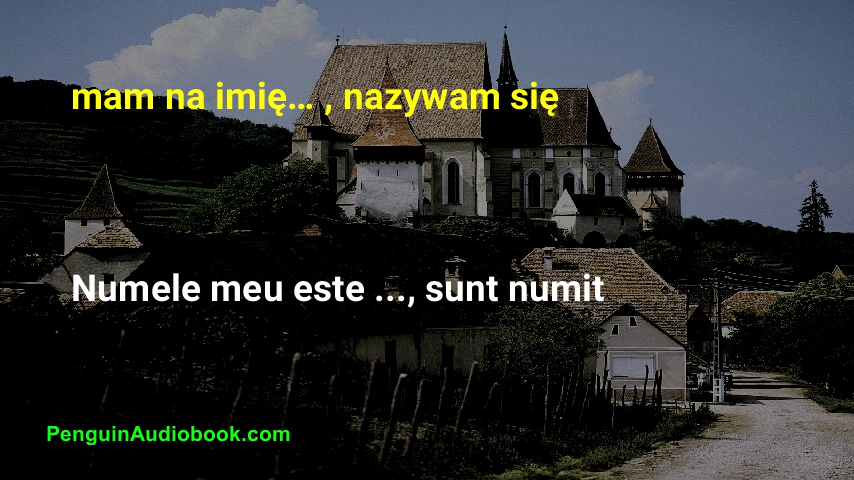 mam na imię… , nazywam się
Numele meu este ..., sunt numit
PenguinAudiobook.com